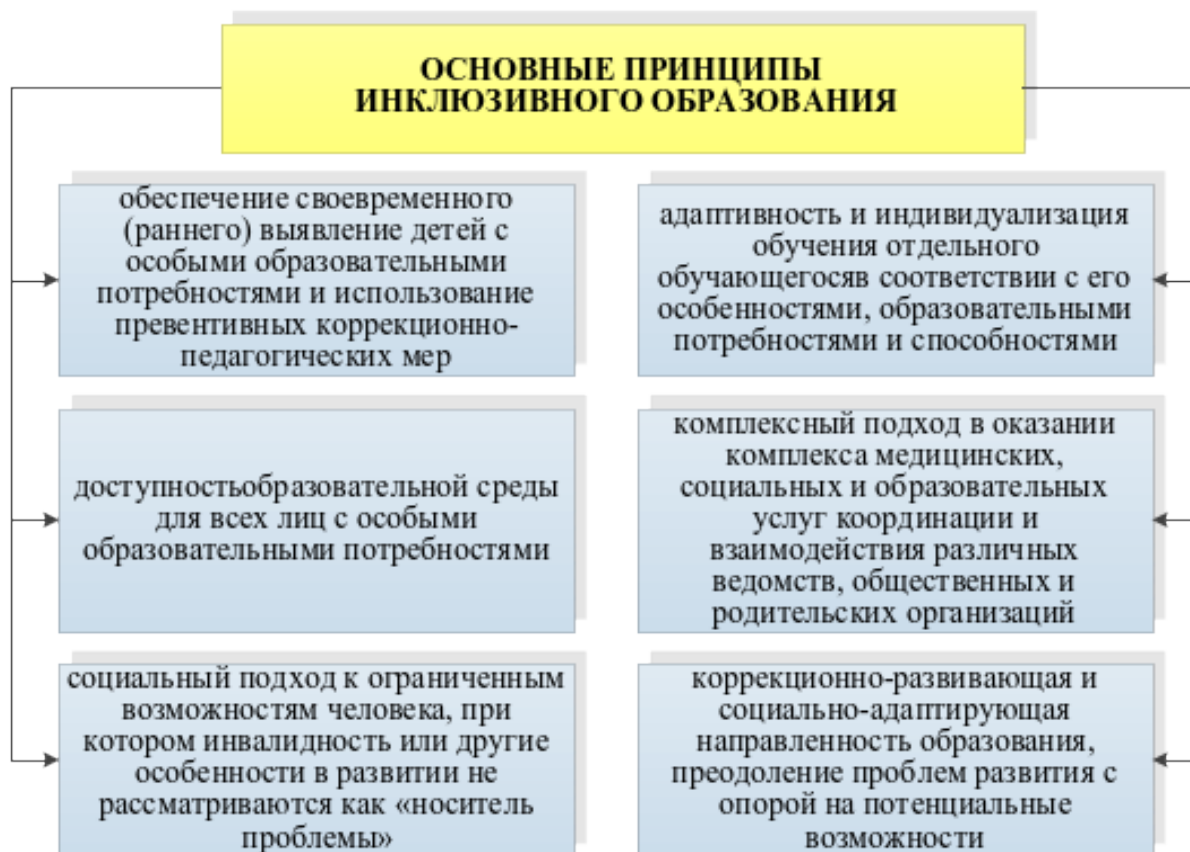 ОСНОВНЫЕ ПРИНЦИПЫ
ИНКЛЮЗИВНОГО ОБРАЗОВАНИЯ
обеспечение своевременного
(раннего) выявление детей с
особыми образовательными
потребностями и использование
превентивных коррекционно-
педагогических мер
адаптивность и индивидуализация
обучения отдельного
обучающегосяв соответствии с его
особенностями, образовательными
потребностями и способностями
доступностьобразовательной среды
для всех лиц с особыми
образовательными потребностями
комплексный подход в оказании
комплекса медицинских,
социальных и образовательных
услуг координации и
взаимодействия различных
ведомств, общественных и
родительских организаций
социальный подход к ограниченным
возможностям человека, при
котором инвалидность или другие
особенности в развитии не
рассматриваются как «носитель
проблемы»
коррекционно-развивающая и
социально-адаптирующая
направленность образования,
преодоление проблем развития с
опорой на потенциальные
возможности